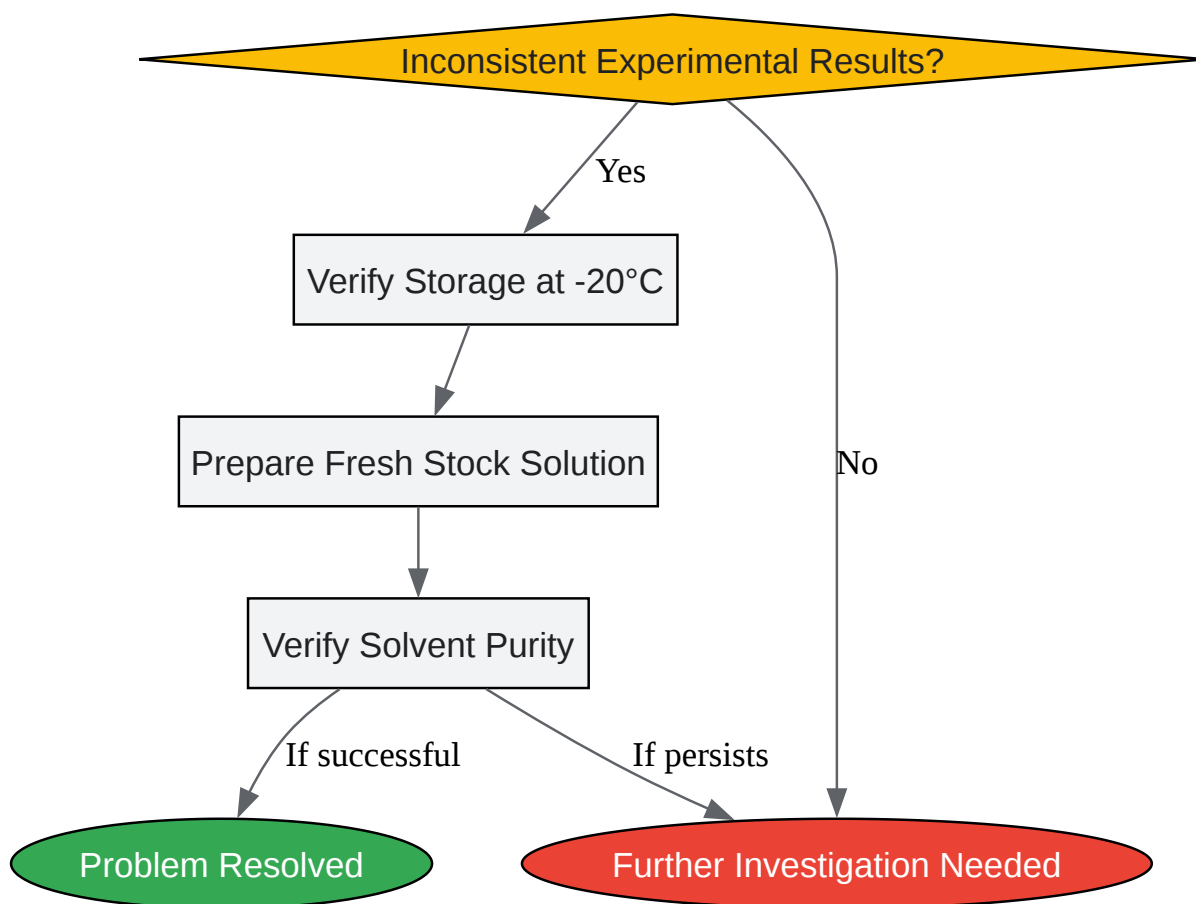 Inconsistent Experimental Results?
Yes
Verify Storage at -20°C
Prepare Fresh Stock Solution
No
Verify Solvent Purity
If successful
If persists
Problem Resolved
Further Investigation Needed